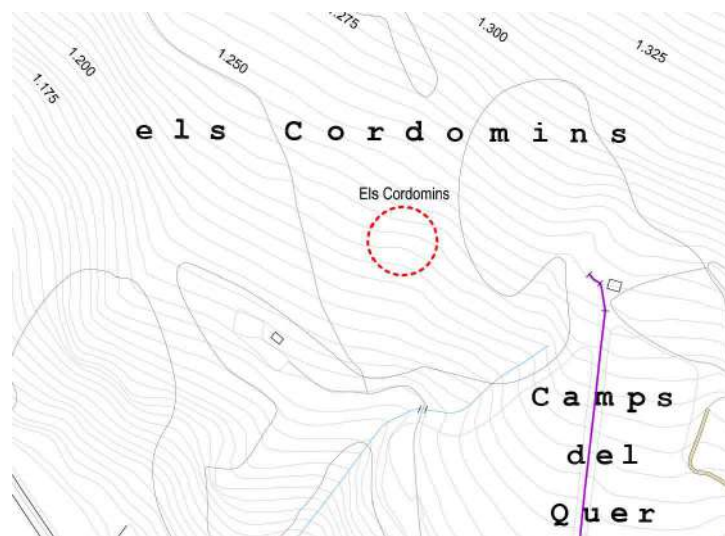 1.275
1.300
1.325
1.250
1.200
1.175
els Cordomins
Els Cordomins
Camps
del
Quer